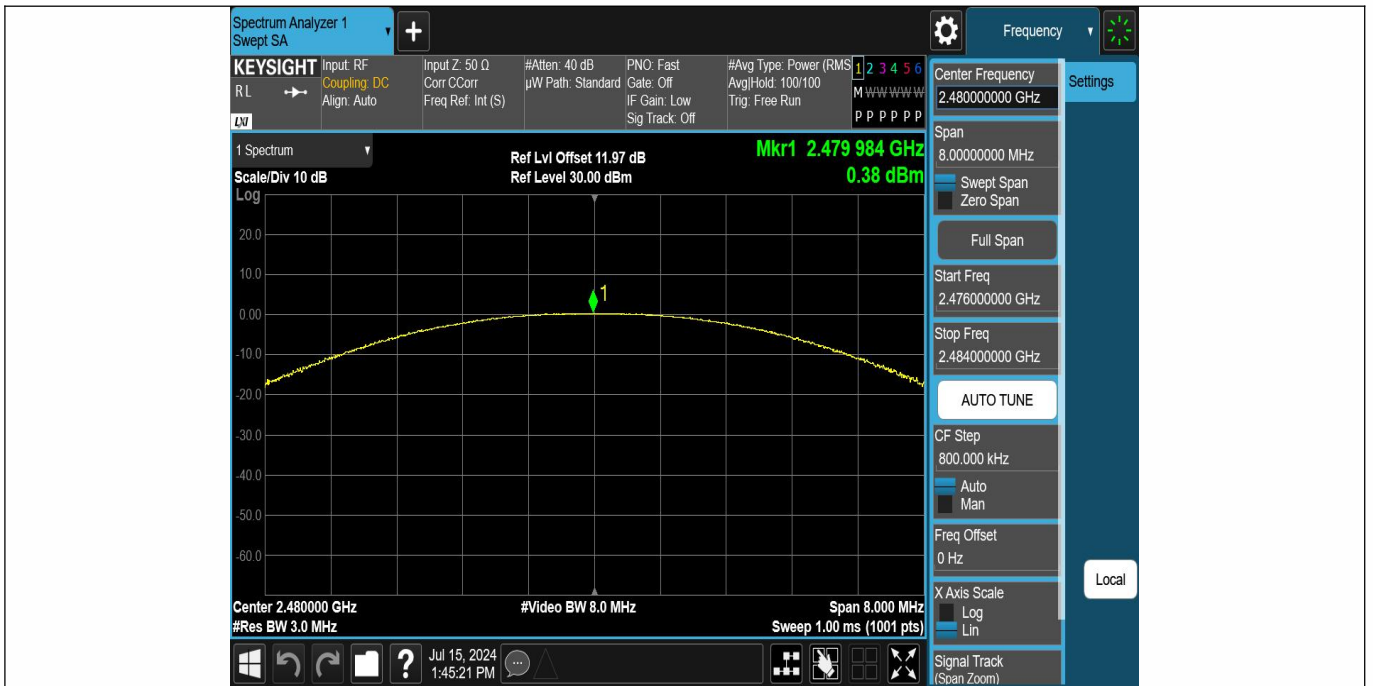 Spectrum Analyzer 1
Swept SA
Frequency
KEYSIGHT
RL
LXI
Input: RF
Coupling: DC
Align: Auto
Input Z: 50 Ω
Corr CCorr
Freq Ref: Int (S)
#Atten: 40 dB
µW Path: Standard
PNO: Fast
Gate: Off
IF Gain: Low
Sig Track: Off
#Avg Type: Power (RMS
Avg|Hold: 100/100
Trig: Free Run
1 2 3 4 5 6
M W W W W W
P P P P P P
Center Frequency
2.480000000 GHz
Settings
Span
8.00000000 MHz
Swept Span
Zero Span
Full Span
Start Freq
2.476000000 GHz
Stop Freq
2.484000000 GHz
AUTO TUNE
CF Step
800.000 kHz
Auto
Man
Freq Offset
0 Hz
X Axis Scale
Log
Lin
Signal Track
(Span Zoom)
Local
1 Spectrum
Scale/Div 10 dB
Log
Ref Lvl Offset 11.97 dB
Ref Level 30.00 dBm
Mkr1 2.479 984 GHz
0.38 dBm
20.0
10.0
1
0.00
-10.0
-20.0
-30.0
-40.0
-50.0
-60.0
Center 2.480000 GHz
#Video BW 8.0 MHz
Span 8.000 MHz
#Res BW 3.0 MHz
Sweep 1.00 ms (1001 pts)
?
Jul 15, 2024
1:45:21 PM